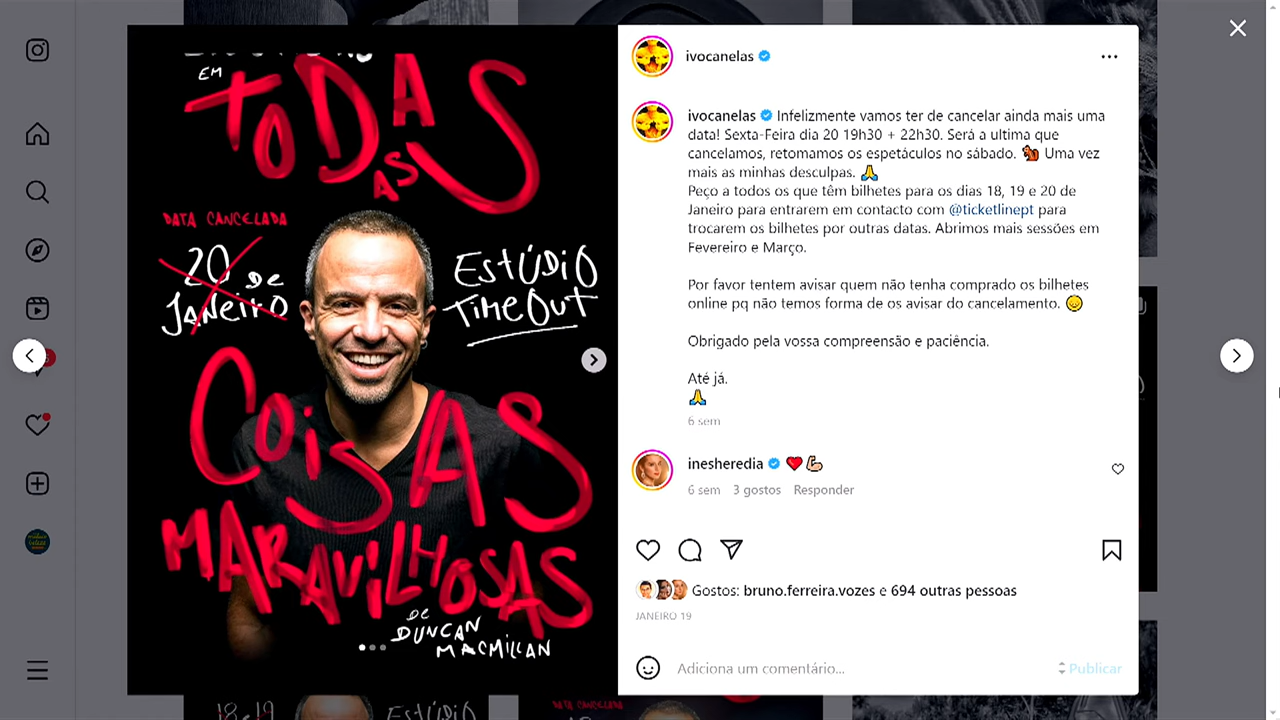 EM
TODAS
AS
DATA CANCELADA
20 DE
JANEIRO
ESTÚDIO
TIMEOUT
COISAS
MARAVILHOSAS
DE
DUNCAN
MACMILLAN
ivocanelas
ivocanelas Infelizmente vamos ter de cancelar ainda mais uma
data! Sexta-Feira dia 20 19h30 + 22h30. Será a ultima que
cancelamos, retomamos os espetáculos no sábado. 🐿️ Uma vez
mais as minhas desculpas. 🙏
Peço a todos os que têm bilhetes para os dias 18, 19 e 20 de
Janeiro para entrarem em contacto com @ticketlinept para
trocarem os bilhetes por outras datas. Abrimos mais sessões em
Fevereiro e Março.
Por favor tentem avisar quem não tenha comprado os bilhetes
online pq não temos forma de os avisar do cancelamento.
Obrigado pela vossa compreensão e paciência.
Até já.
🙏
6 sem
inesheredia ❤️💪🏻
6 sem 3 gostos Responder
Gostos: bruno.ferreira.vozes e 694 outras pessoas
JANEIRO 19
Adiciona um comentário... Publicar
18 e 19
ESTÚDIO